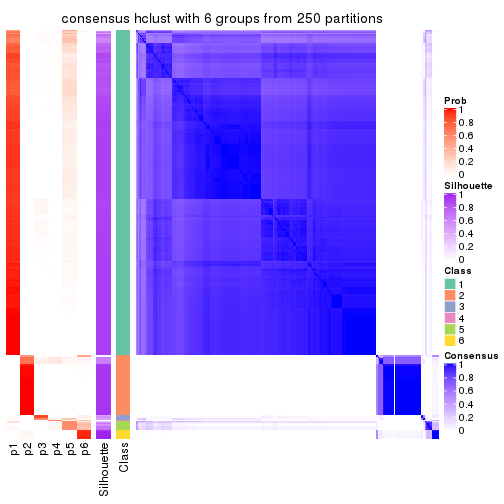 consensus hclust with 6 groups from 250 partitions
Prob
1
0.8
0.6
0.4
0.2
0
Silhouette
1
0.8
0.6
0.4
0.2
0
Class
1
2
3
4
5
6
Consensus
1
0.8
0.6
0.4
0.2
0
p1
p2
p3
p4
p5
p6
Silhouette
Class